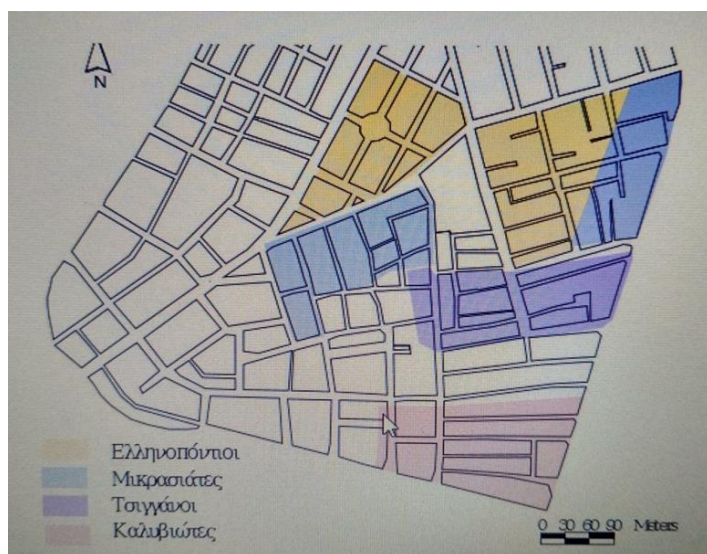 N
Ελληνοπόντιοι
Μικρασιάτες
Τσιγγάνοι
Καλυβιώτες
0 30 60 90 Meters